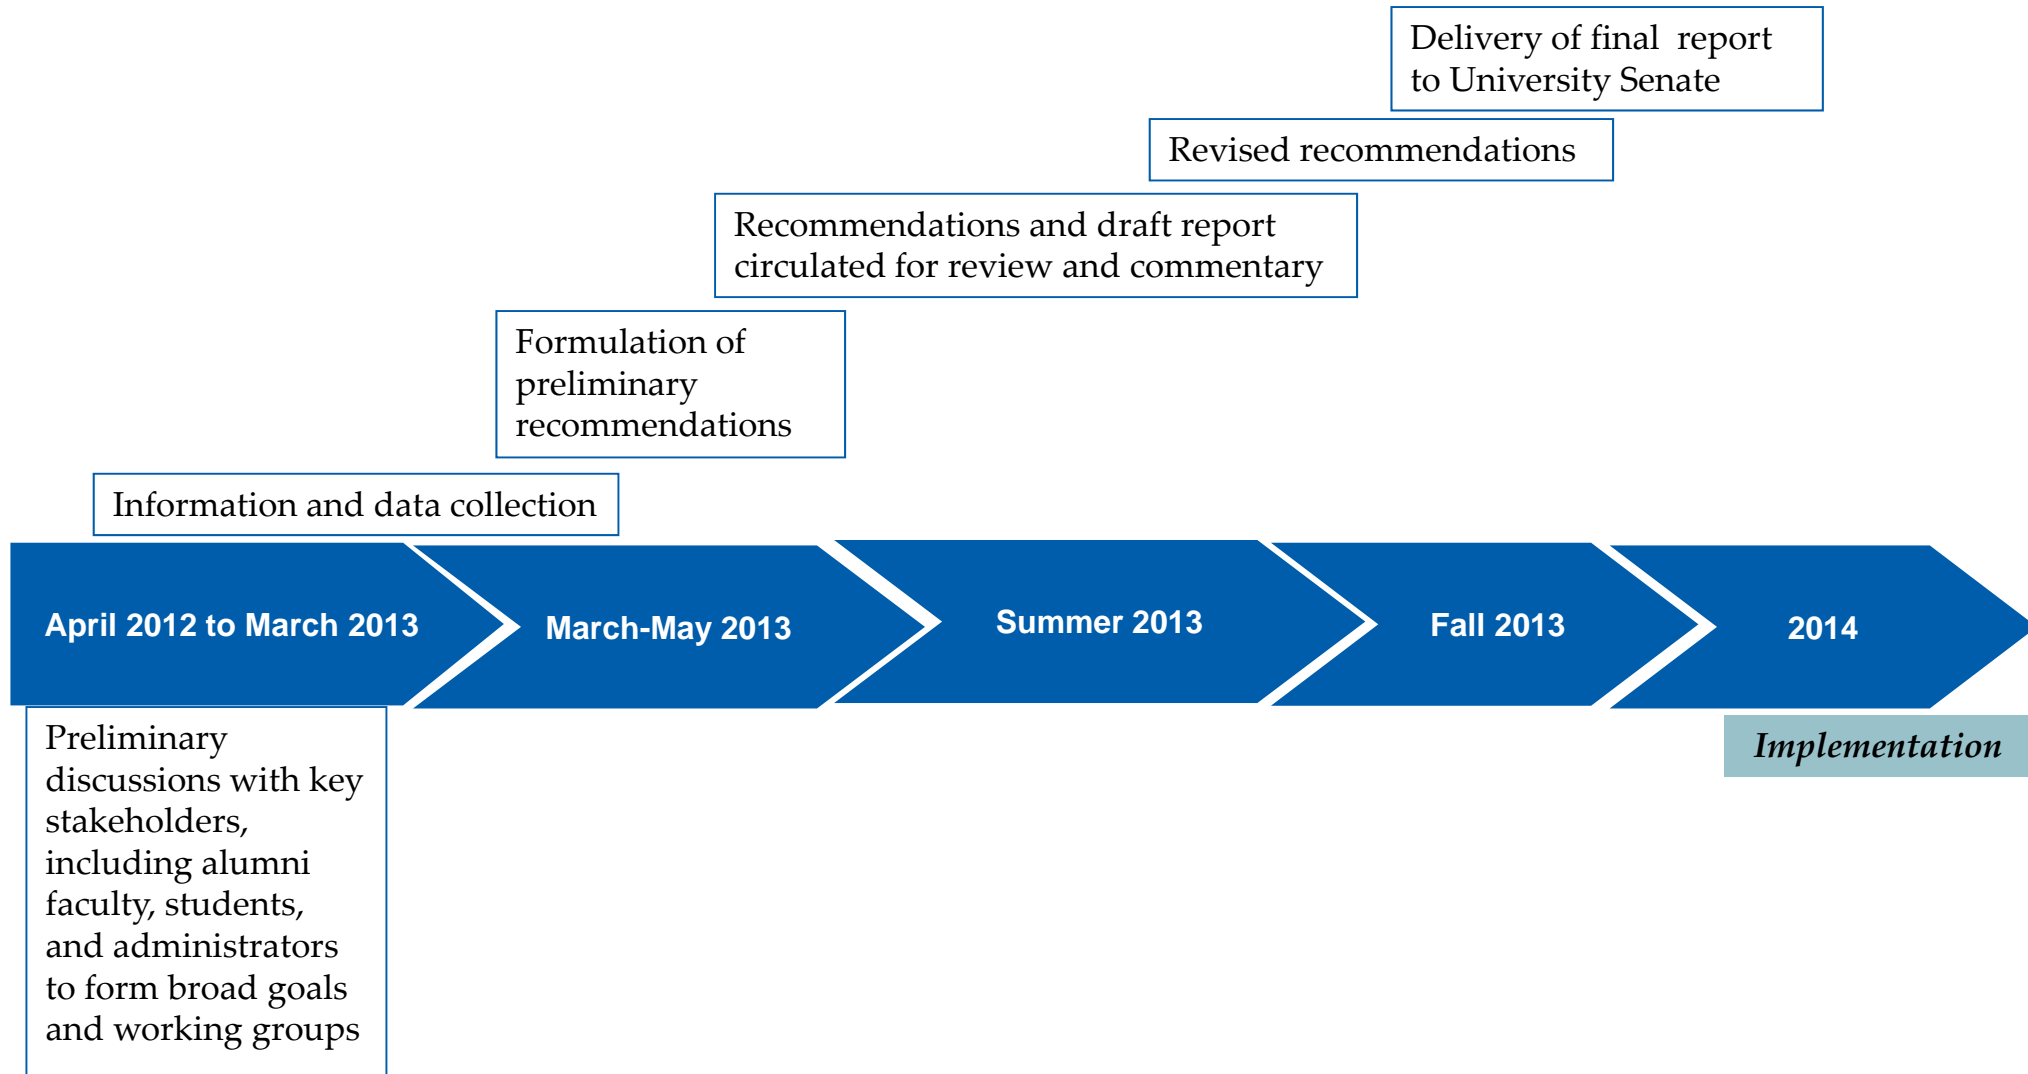 Delivery of final  report
to University Senate
Revised recommendations
Recommendations and draft report
circulated for review and commentary
Formulation of
preliminary
recommendations
Information and data collection
April 2012 to March 2013
March-May 2013
Summer 2013
Fall 2013
2014
Preliminary
discussions with key
stakeholders,
including alumni
faculty, students,
and administrators
to form broad goals
and working groups
Implementation